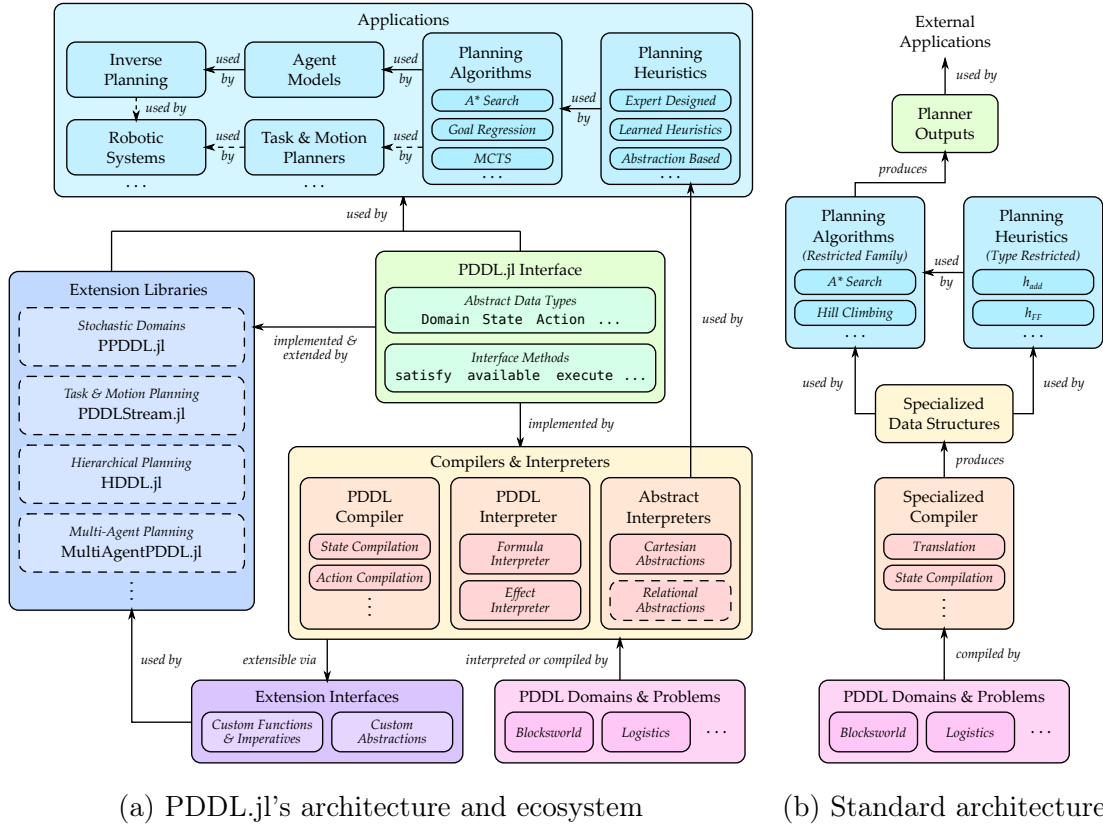 Applications
Inverse
Planning
used
by
Agent
Models
used
by
Planning
Algorithms
A* Search
Goal Regression
MCTS
...
used
by
Planning
Heuristics
Expert Designed
Learned Heuristics
Abstraction Based
...
used by
Robotic
Systems
...
used
by
Task & Motion
Planners
...
used
by
used by
Extension Libraries
Stochastic Domains
PPDDL.jl
Task & Motion Planning
PDDLStream.jl
Hierarchical Planning
HDDL.jl
Multi-Agent Planning
MultiAgentPDDL.jl
⋮
implemented &
extended by
PDDL.jl Interface
Abstract Data Types
Domain State Action ...
Interface Methods
satisfy available execute ...
used by
implemented by
Compilers & Interpreters
PDDL
Compiler
State Compilation
Action Compilation
⋮
PDDL
Interpreter
Formula
Interpreter
Effect
Interpreter
Abstract
Interpreters
Cartesian
Abstractions
Relational
Abstractions
used by
extensible via
interpreted or compiled by
Extension Interfaces
Custom Functions
& Imperatives
Custom
Abstractions
PDDL Domains & Problems
Blocksworld
Logistics
...
(a) PDDL.jl's architecture and ecosystem
External
Applications
used by
Planner
Outputs
produces
Planning
Algorithms
(Restricted Family)
A* Search
Hill Climbing
...
used
by
Planning
Heuristics
(Type Restricted)
h_add
h_FF
...
used by
used by
Specialized
Data Structures
produces
Specialized
Compiler
Translation
State Compilation
⋮
compiled by
PDDL Domains & Problems
Blocksworld
Logistics
...
(b) Standard architecture